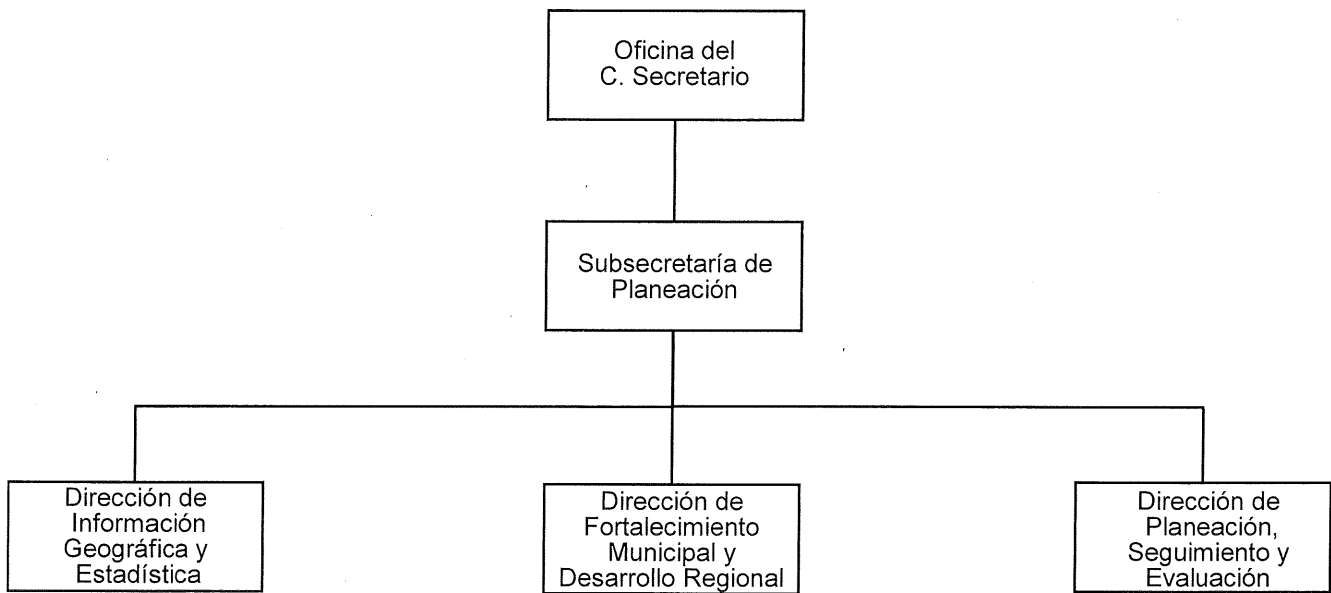 Oficina del
C. Secretario
Subsecretaría de
Planeación
Dirección de
Información
Geográfica y
Estadística
Dirección de
Fortalecimiento
Municipal y
Desarrollo Regional
Dirección de
Planeación,
Seguimiento y
Evaluación